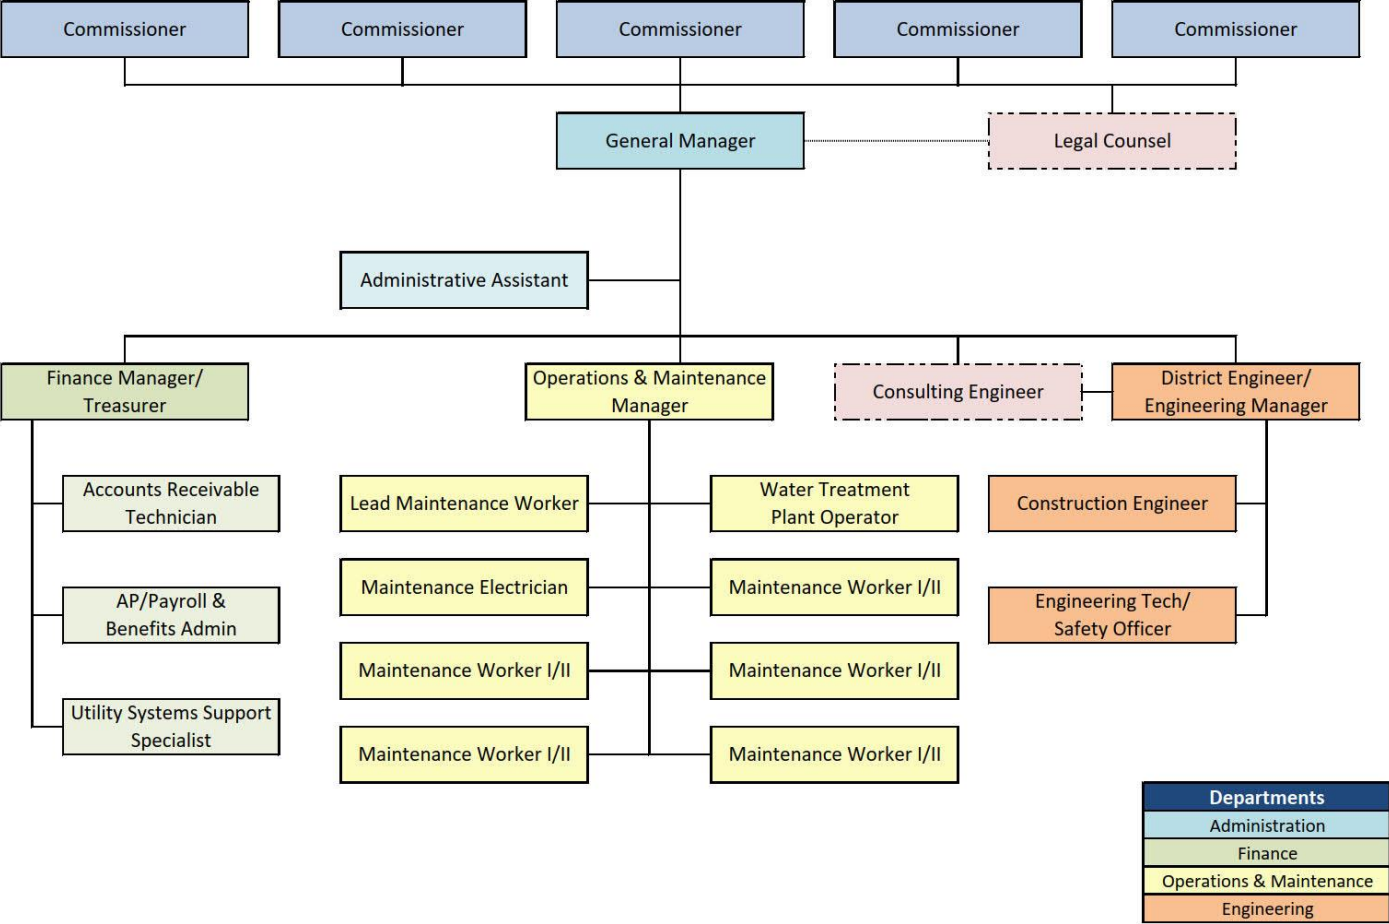 Commissioner
Commissioner
Commissioner
Commissioner
Commissioner
General Manager
Legal Counsel
Administrative Assistant
Finance Manager/
Treasurer
Operations & Maintenance
Manager
Consulting Engineer
District Engineer/
Engineering Manager
Accounts Receivable
Technician
Lead Maintenance Worker
Water Treatment
Plant Operator
Construction Engineer
Maintenance Electrician
Maintenance Worker I/II
AP/Payroll &
Benefits Admin
Engineering Tech/
Safety Officer
Maintenance Worker I/II
Maintenance Worker I/II
Utility Systems Support
Specialist
Maintenance Worker I/II
Maintenance Worker I/II
Departments
Administration
Finance
Operations & Maintenance
Engineering